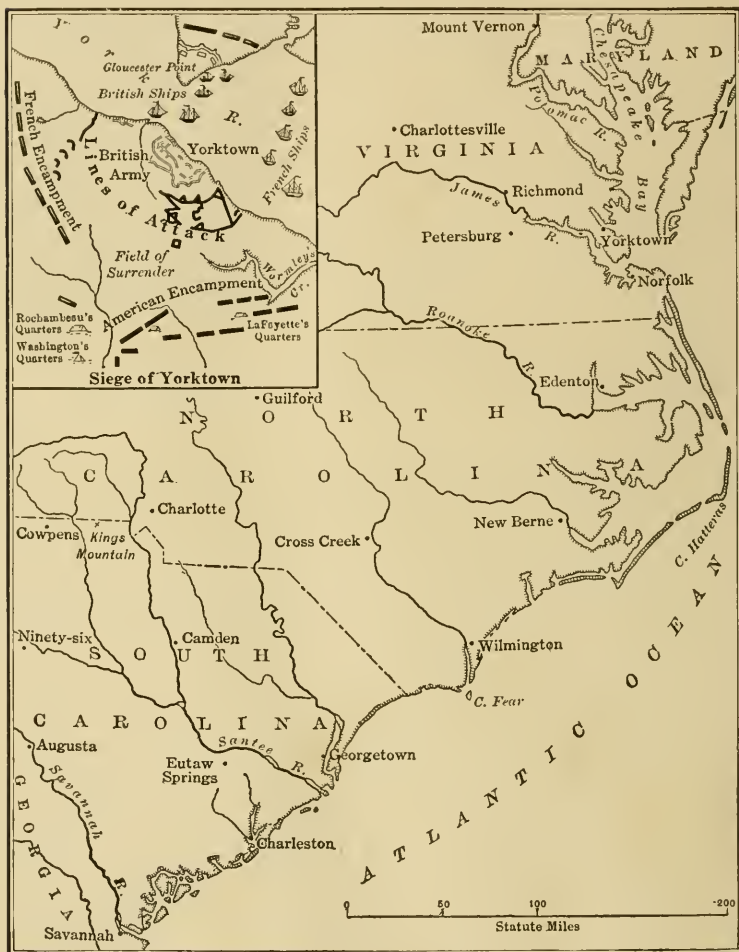 Y o r k R.
Gloucester Point
British Ships
French Ships
French Encampment
British
Army
Yorktown
Lines of Attack
Field of
Surrender
Wormley's
Cr.
American Encampment
Rochambeau's
Quarters
Washington's
Quarters
LaFayette's
Quarters
Siege of Yorktown
Mount Vernon
MARYLAND
Chesapeake Bay
Potomac R.
Charlottesville
VIRGINIA
James R.
Richmond
Petersburg
Yorktown
Norfolk
Roanoke R.
Edenton
Guilford
NORTH
CAROLINA
Charlotte
Cowpens
Kings
Mountain
Cross Creek
New Berne
C. Hatteras
Ninety-six
Camden
SOUTH
CAROLINA
Wilmington
C. Fear
Augusta
Santee R.
Georgetown
Eutaw
Springs
Savannah R.
GEORGIA
Charleston
Savannah
ATLANTIC OCEAN
0 50 100 200
Statute Miles